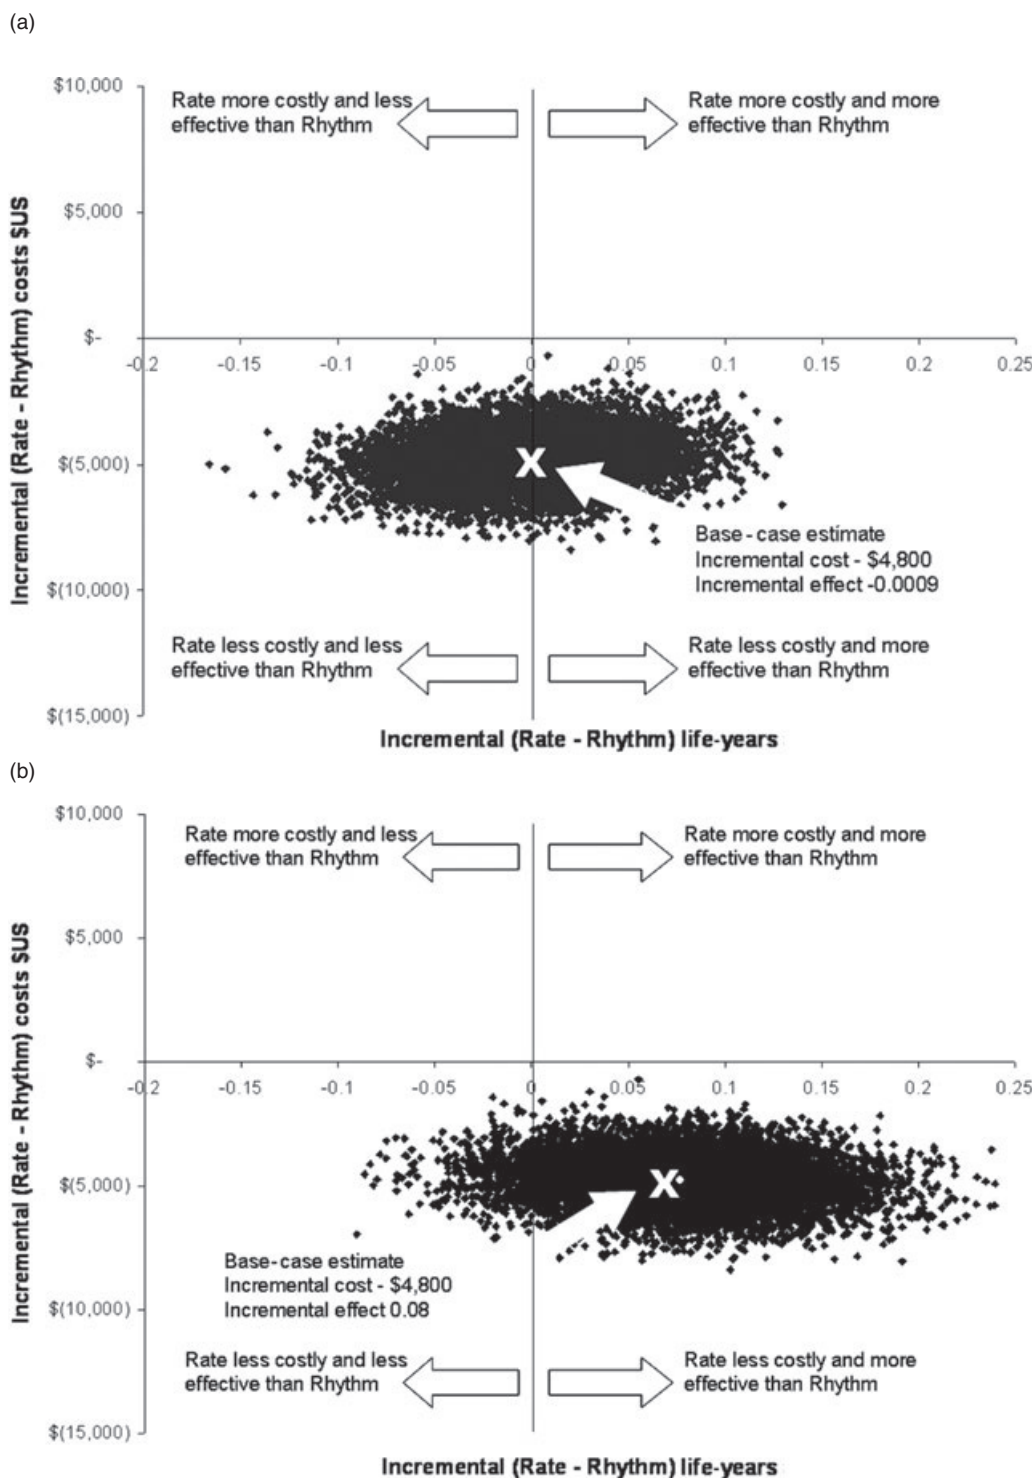 (a)
$10,000
Rate more costly and less
effective than Rhythm
Rate more costly and more
effective than Rhythm
$5,000
Incremental (Rate - Rhythm) costs $US
$-
-0.2
-0.15
-0.1
-0.05
0
0.05
0.1
0.15
0.2
0.25
$(5,000)
X
Base-case estimate
Incremental cost - $4,800
Incremental effect -0.0009
$(10,000)
Rate less costly and less
effective than Rhythm
Rate less costly and more
effective than Rhythm
$(15,000)
Incremental (Rate - Rhythm) life-years
(b)
$10,000
Rate more costly and less
effective than Rhythm
Rate more costly and more
effective than Rhythm
$5,000
Incremental (Rate - Rhythm) costs $US
$-
-0.2
-0.15
-0.1
-0.05
0
0.05
0.1
0.15
0.2
0.25
$(5,000)
X
Base-case estimate
Incremental cost - $4,800
Incremental effect 0.08
$(10,000)
Rate less costly and less
effective than Rhythm
Rate less costly and more
effective than Rhythm
$(15,000)
Incremental (Rate - Rhythm) life-years